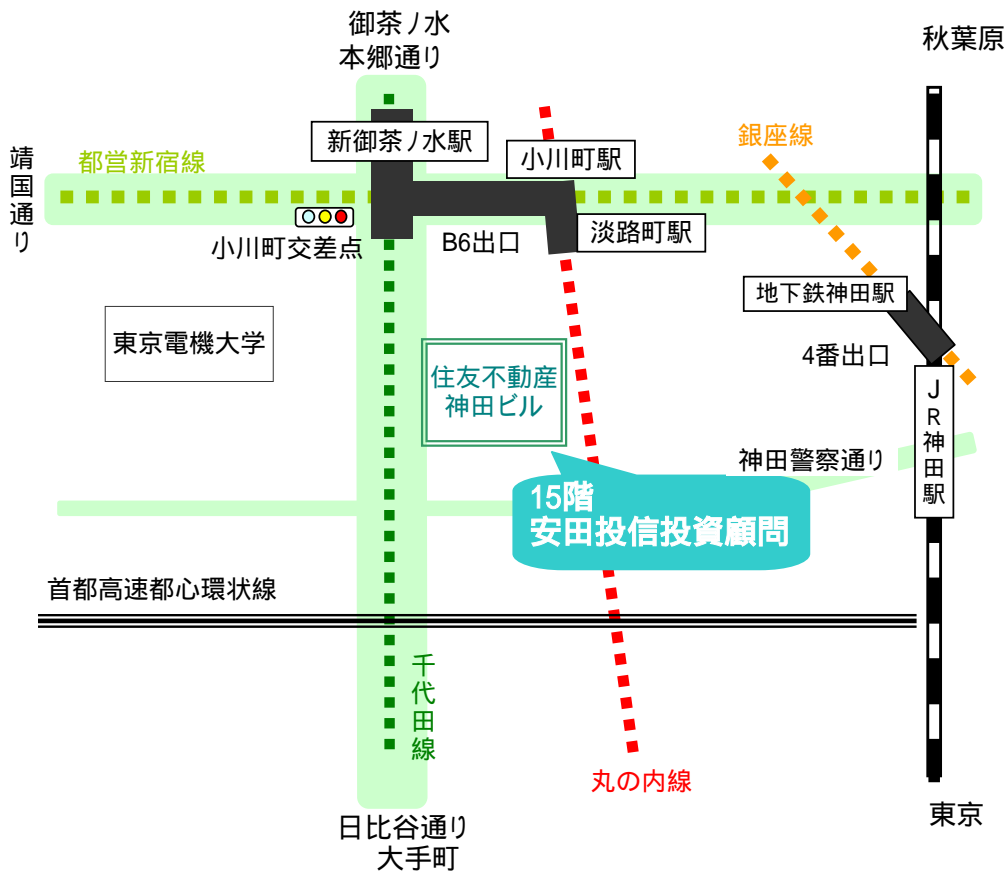 御茶ノ水
本郷通り
秋葉原
新御茶ノ水駅
銀座線
靖国通り
都営新宿線
小川町駅
小川町交差点
B6出口
淡路町駅
地下鉄神田駅
東京電機大学
4番出口
住友不動産
神田ビル
JR神田駅
神田警察通り
15階
安田投信投資顧問
首都高速都心環状線
千代田線
丸の内線
東京
日比谷通り
大手町